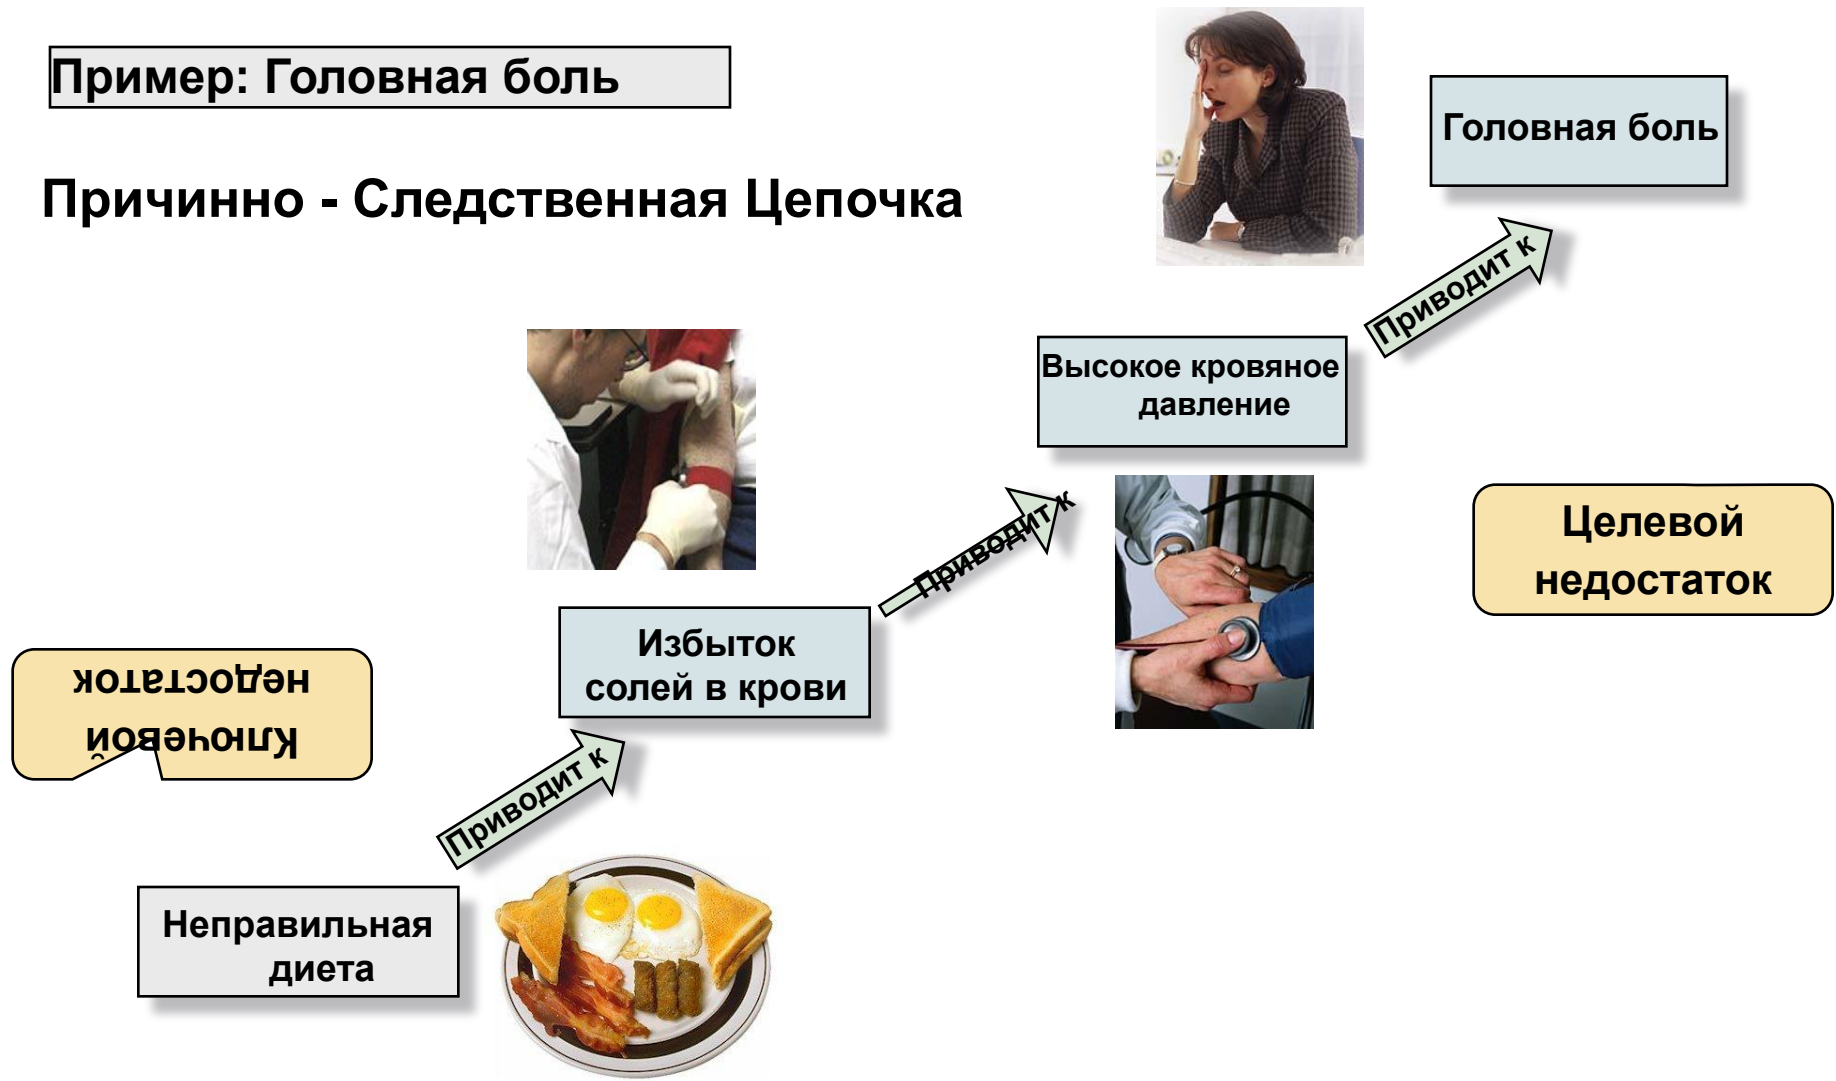 Пример: Головная боль
Причинно - Следственная Цепочка
Головная боль
Приводит к
Высокое кровяное
давление
Приводит к
Целевой
недостаток
Избыток
солей в крови
Ключевой
недостаток
Приводит к
Неправильная
диета